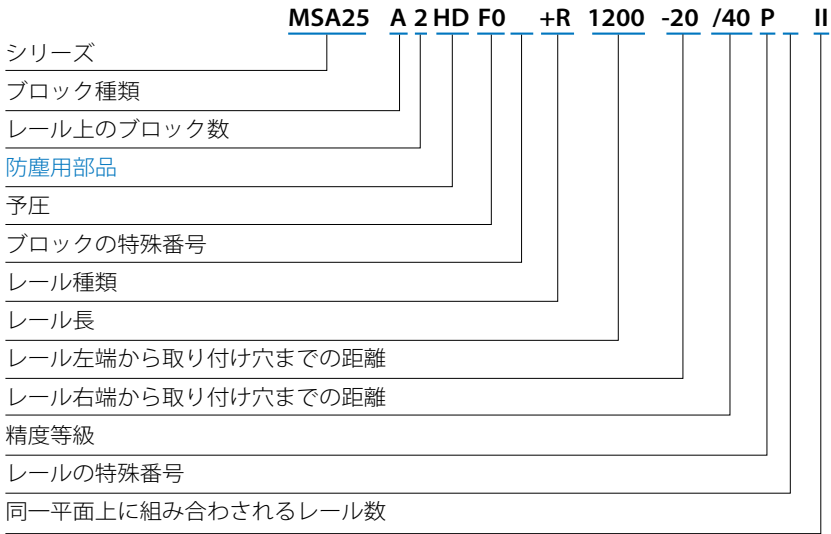 MSA25 A 2 HD F0 +R 1200 -20 /40 P II
シリーズ
ブロック種類
レール上のブロック数
防塵用部品
予圧
ブロックの特殊番号
レール種類
レール長
レール左端から取り付け穴までの距離
レール右端から取り付け穴までの距離
精度等級
レールの特殊番号
同一平面上に組み合わされるレール数